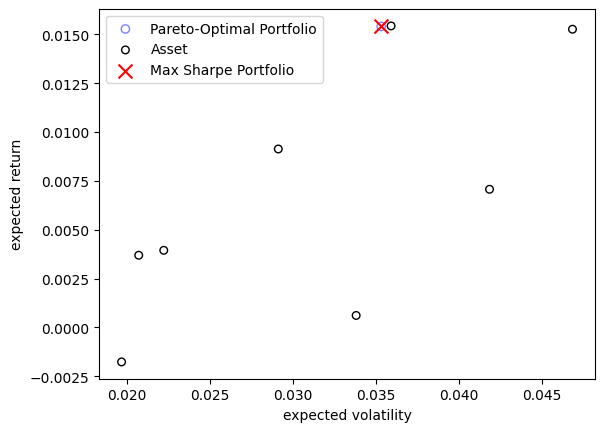 Pareto-Optimal Portfolio
Asset
Max Sharpe Portfolio
0.0150
0.0125
0.0100
0.0075
0.0050
0.0025
0.0000
−0.0025
expected return
0.020 0.025 0.030 0.035 0.040 0.045
expected volatility